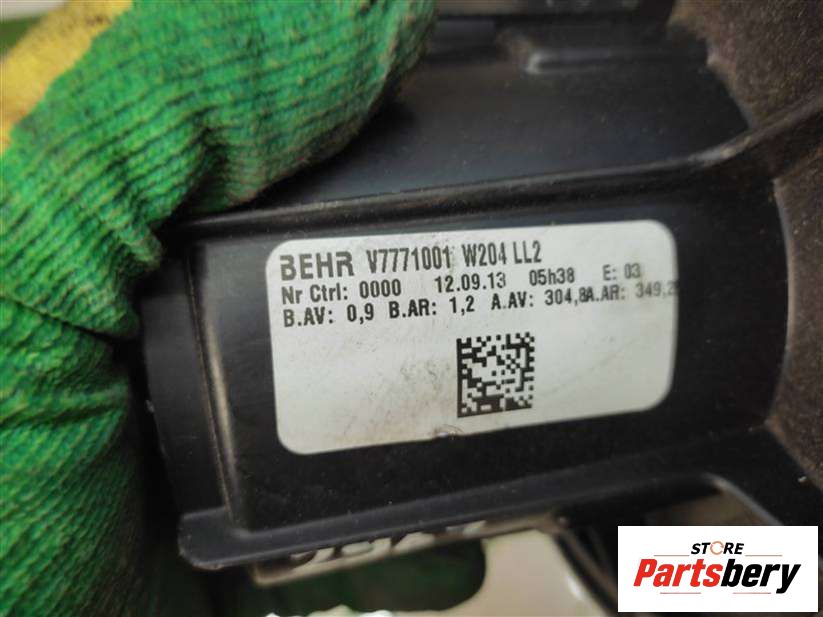 BEHR V7771001 W204 LL2
Nr Ctrl: 0000 12.09.13 05h38 E: 03
B.AV: 0,9 B.AR: 1,2 A.AV: 304,8A.AR: 349,2
STORE
Partsbery